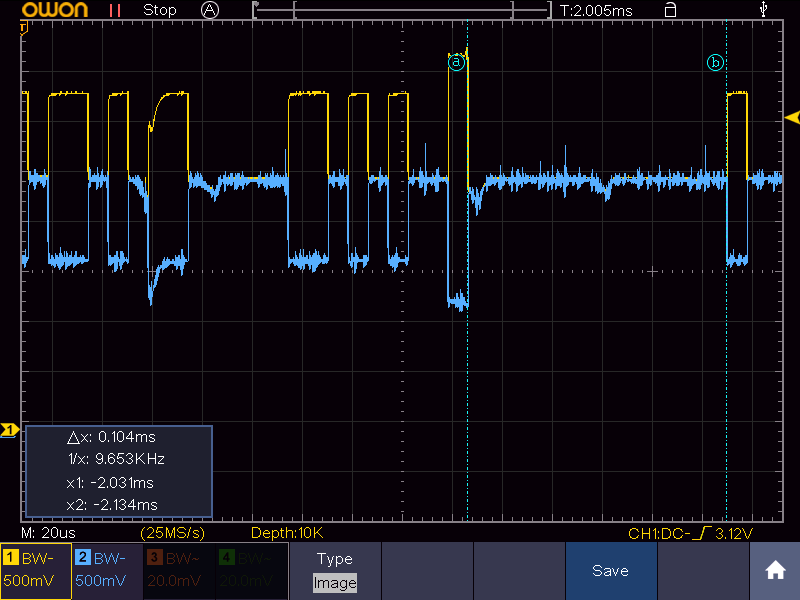 owon Stop A T:2.005ms
T
a b
1
△x: 0.104ms
1/x: 9.653KHz
x1: -2.031ms
x2: -2.134ms
M: 20us (25MS/s) Depth:10K CH1:DC- 3.12V
1 BW~ 2 BW~ 3 BW~ 4 BW~ Type
500mV 500mV 20.0mV 20.0mV Image
Save